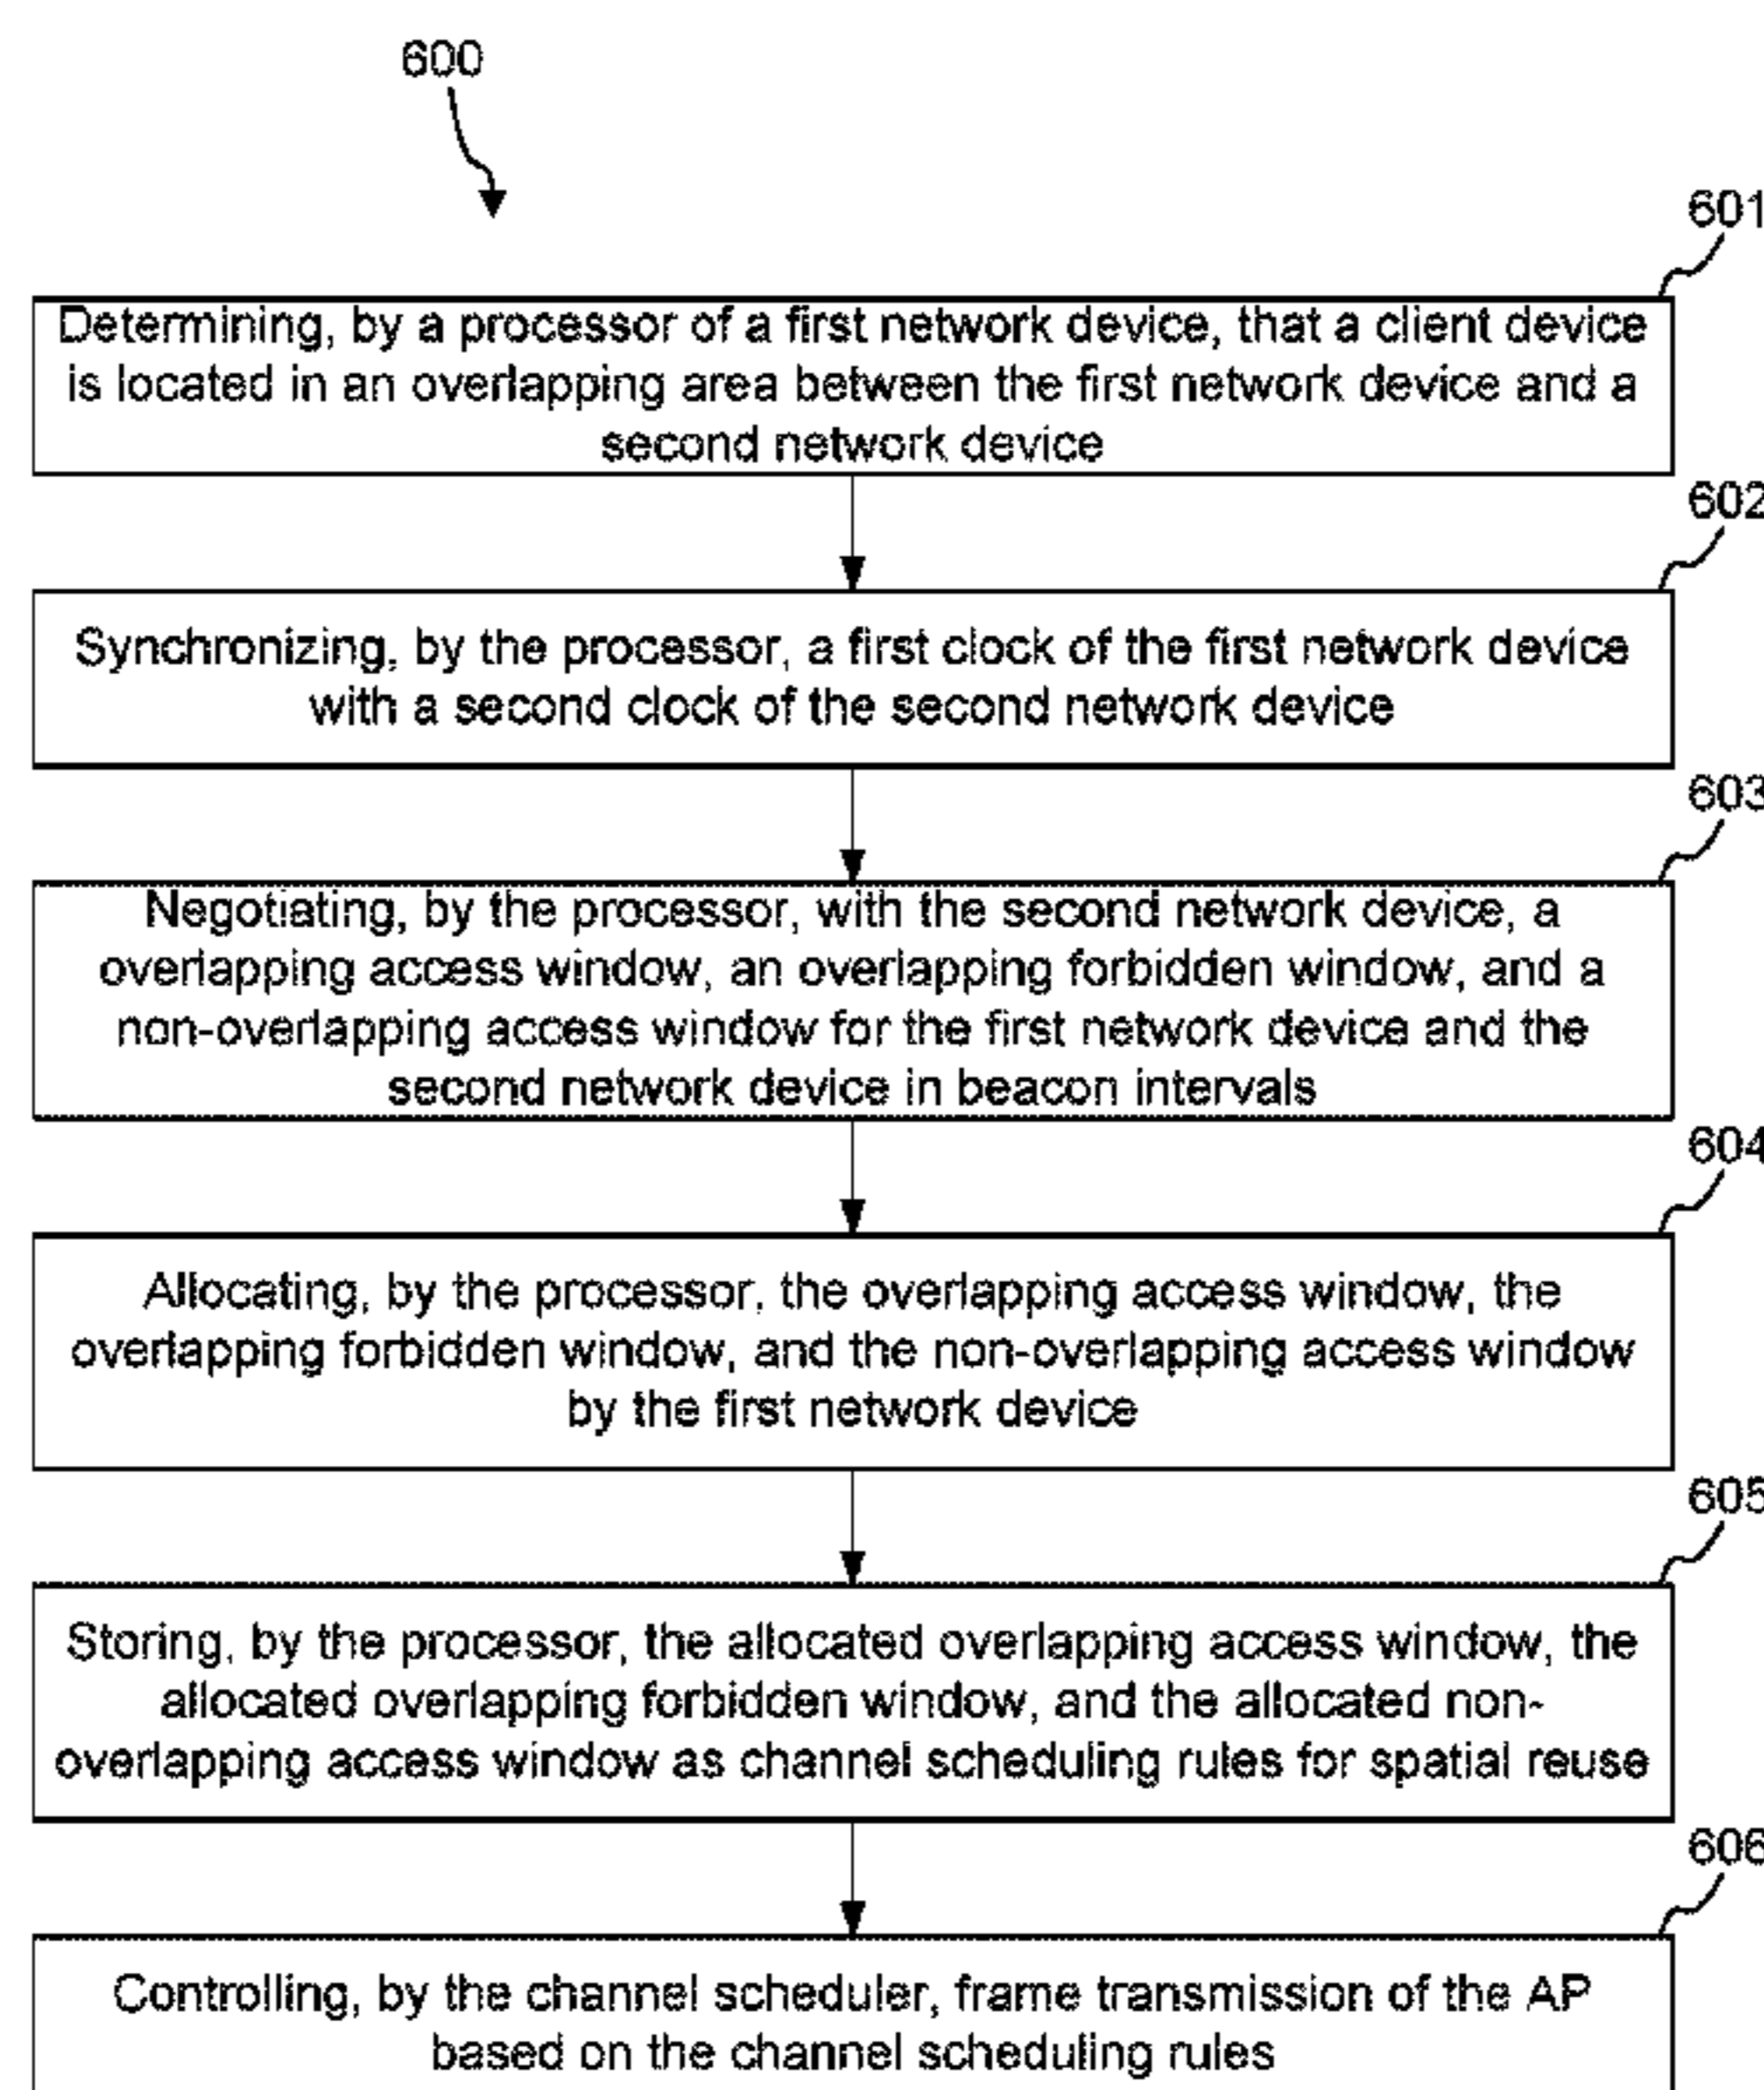 600
601
Determining, by a processor of a first network device, that a client device
is located in an overlapping area between the first network device and a
second network device
602
Synchronizing, by the processor, a first clock of the first network device
with a second clock of the second network device
603
Negotiating, by the processor, with the second network device, a
overlapping access window, an overlapping forbidden window, and a
non-overlapping access window for the first network device and the
second network device in beacon intervals
604
Allocating, by the processor, the overlapping access window, the
overlapping forbidden window, and the non-overlapping access window
by the first network device
605
Storing, by the processor, the allocated overlapping access window, the
allocated overlapping forbidden window, and the allocated non-
overlapping access window as channel scheduling rules for spatial reuse
606
Controlling, by the channel scheduler, frame transmission of the AP
based on the channel scheduling rules